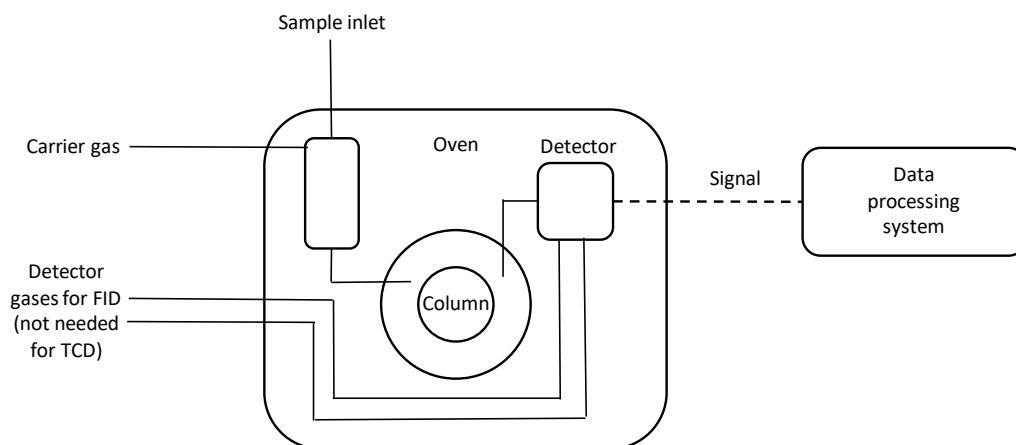 Sample inlet
Carrier gas
Oven
Detector
Signal
Data
processing
system
Detector
gases for FID
(not needed
for TCD)
Column